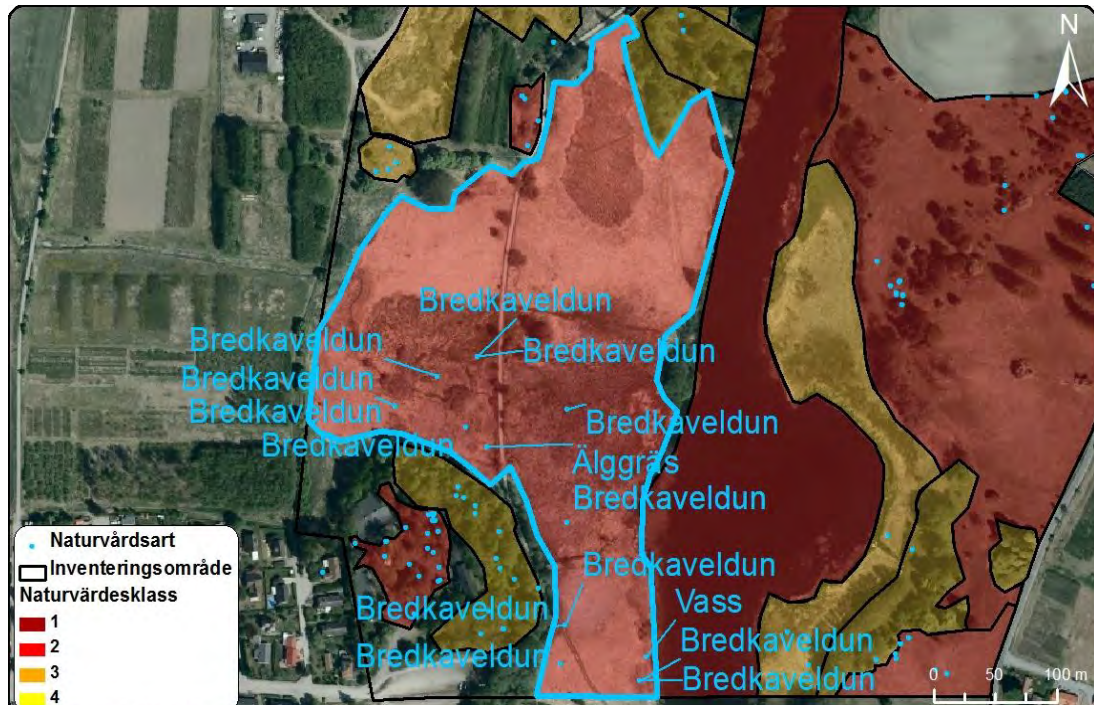 N
Bredkaveldun
Bredkaveldun
Bredkaveldun
Bredkaveldun
Bredkaveldun
Bredkaveldun
Bredkaveldun
Älggräs
Bredkaveldun
Bredkaveldun
Vass
Bredkaveldun
Bredkaveldun
Bredkaveldun
Bredkaveldun
Naturvårdsart
Inventeringsområde
Naturvärdesklass
1
2
3
4
0 50 100 m